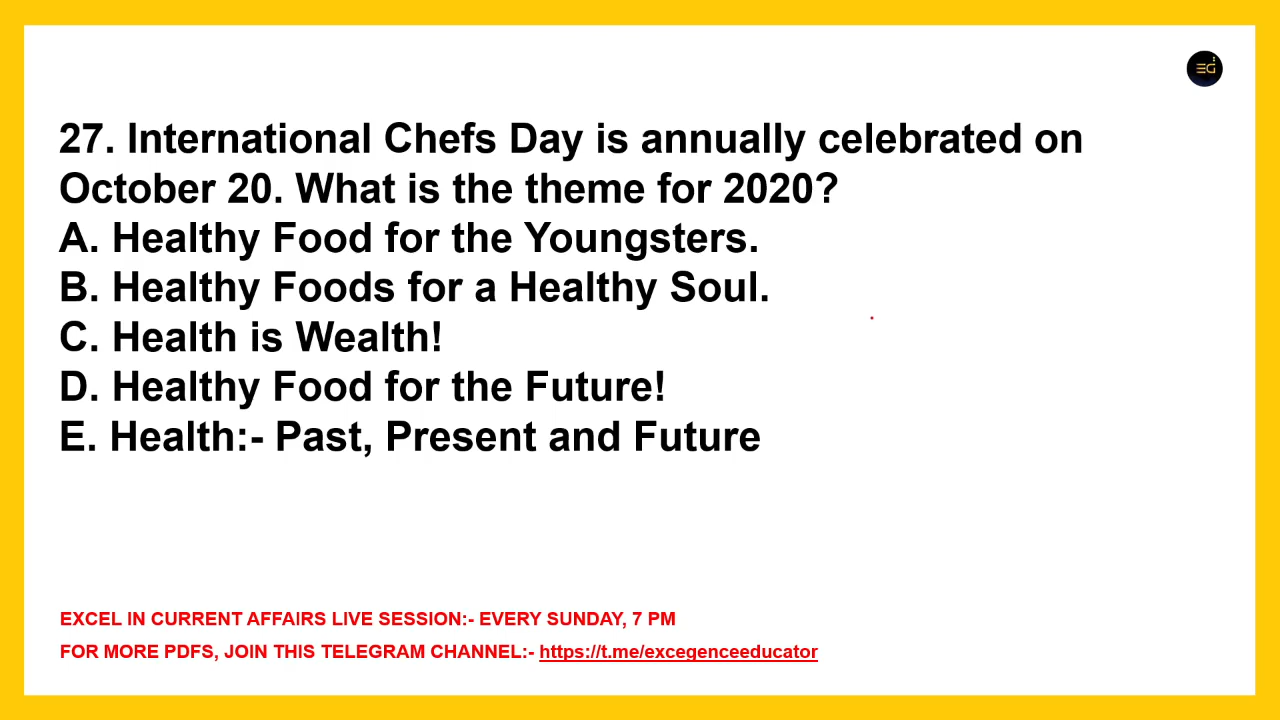 EG
27. International Chefs Day is annually celebrated on
October 20. What is the theme for 2020?
A. Healthy Food for the Youngsters.
B. Healthy Foods for a Healthy Soul.
C. Health is Wealth!
D. Healthy Food for the Future!
E. Health:- Past, Present and Future
EXCEL IN CURRENT AFFAIRS LIVE SESSION:- EVERY SUNDAY, 7 PM
FOR MORE PDFS, JOIN THIS TELEGRAM CHANNEL:- https://t.me/excegenceeducator